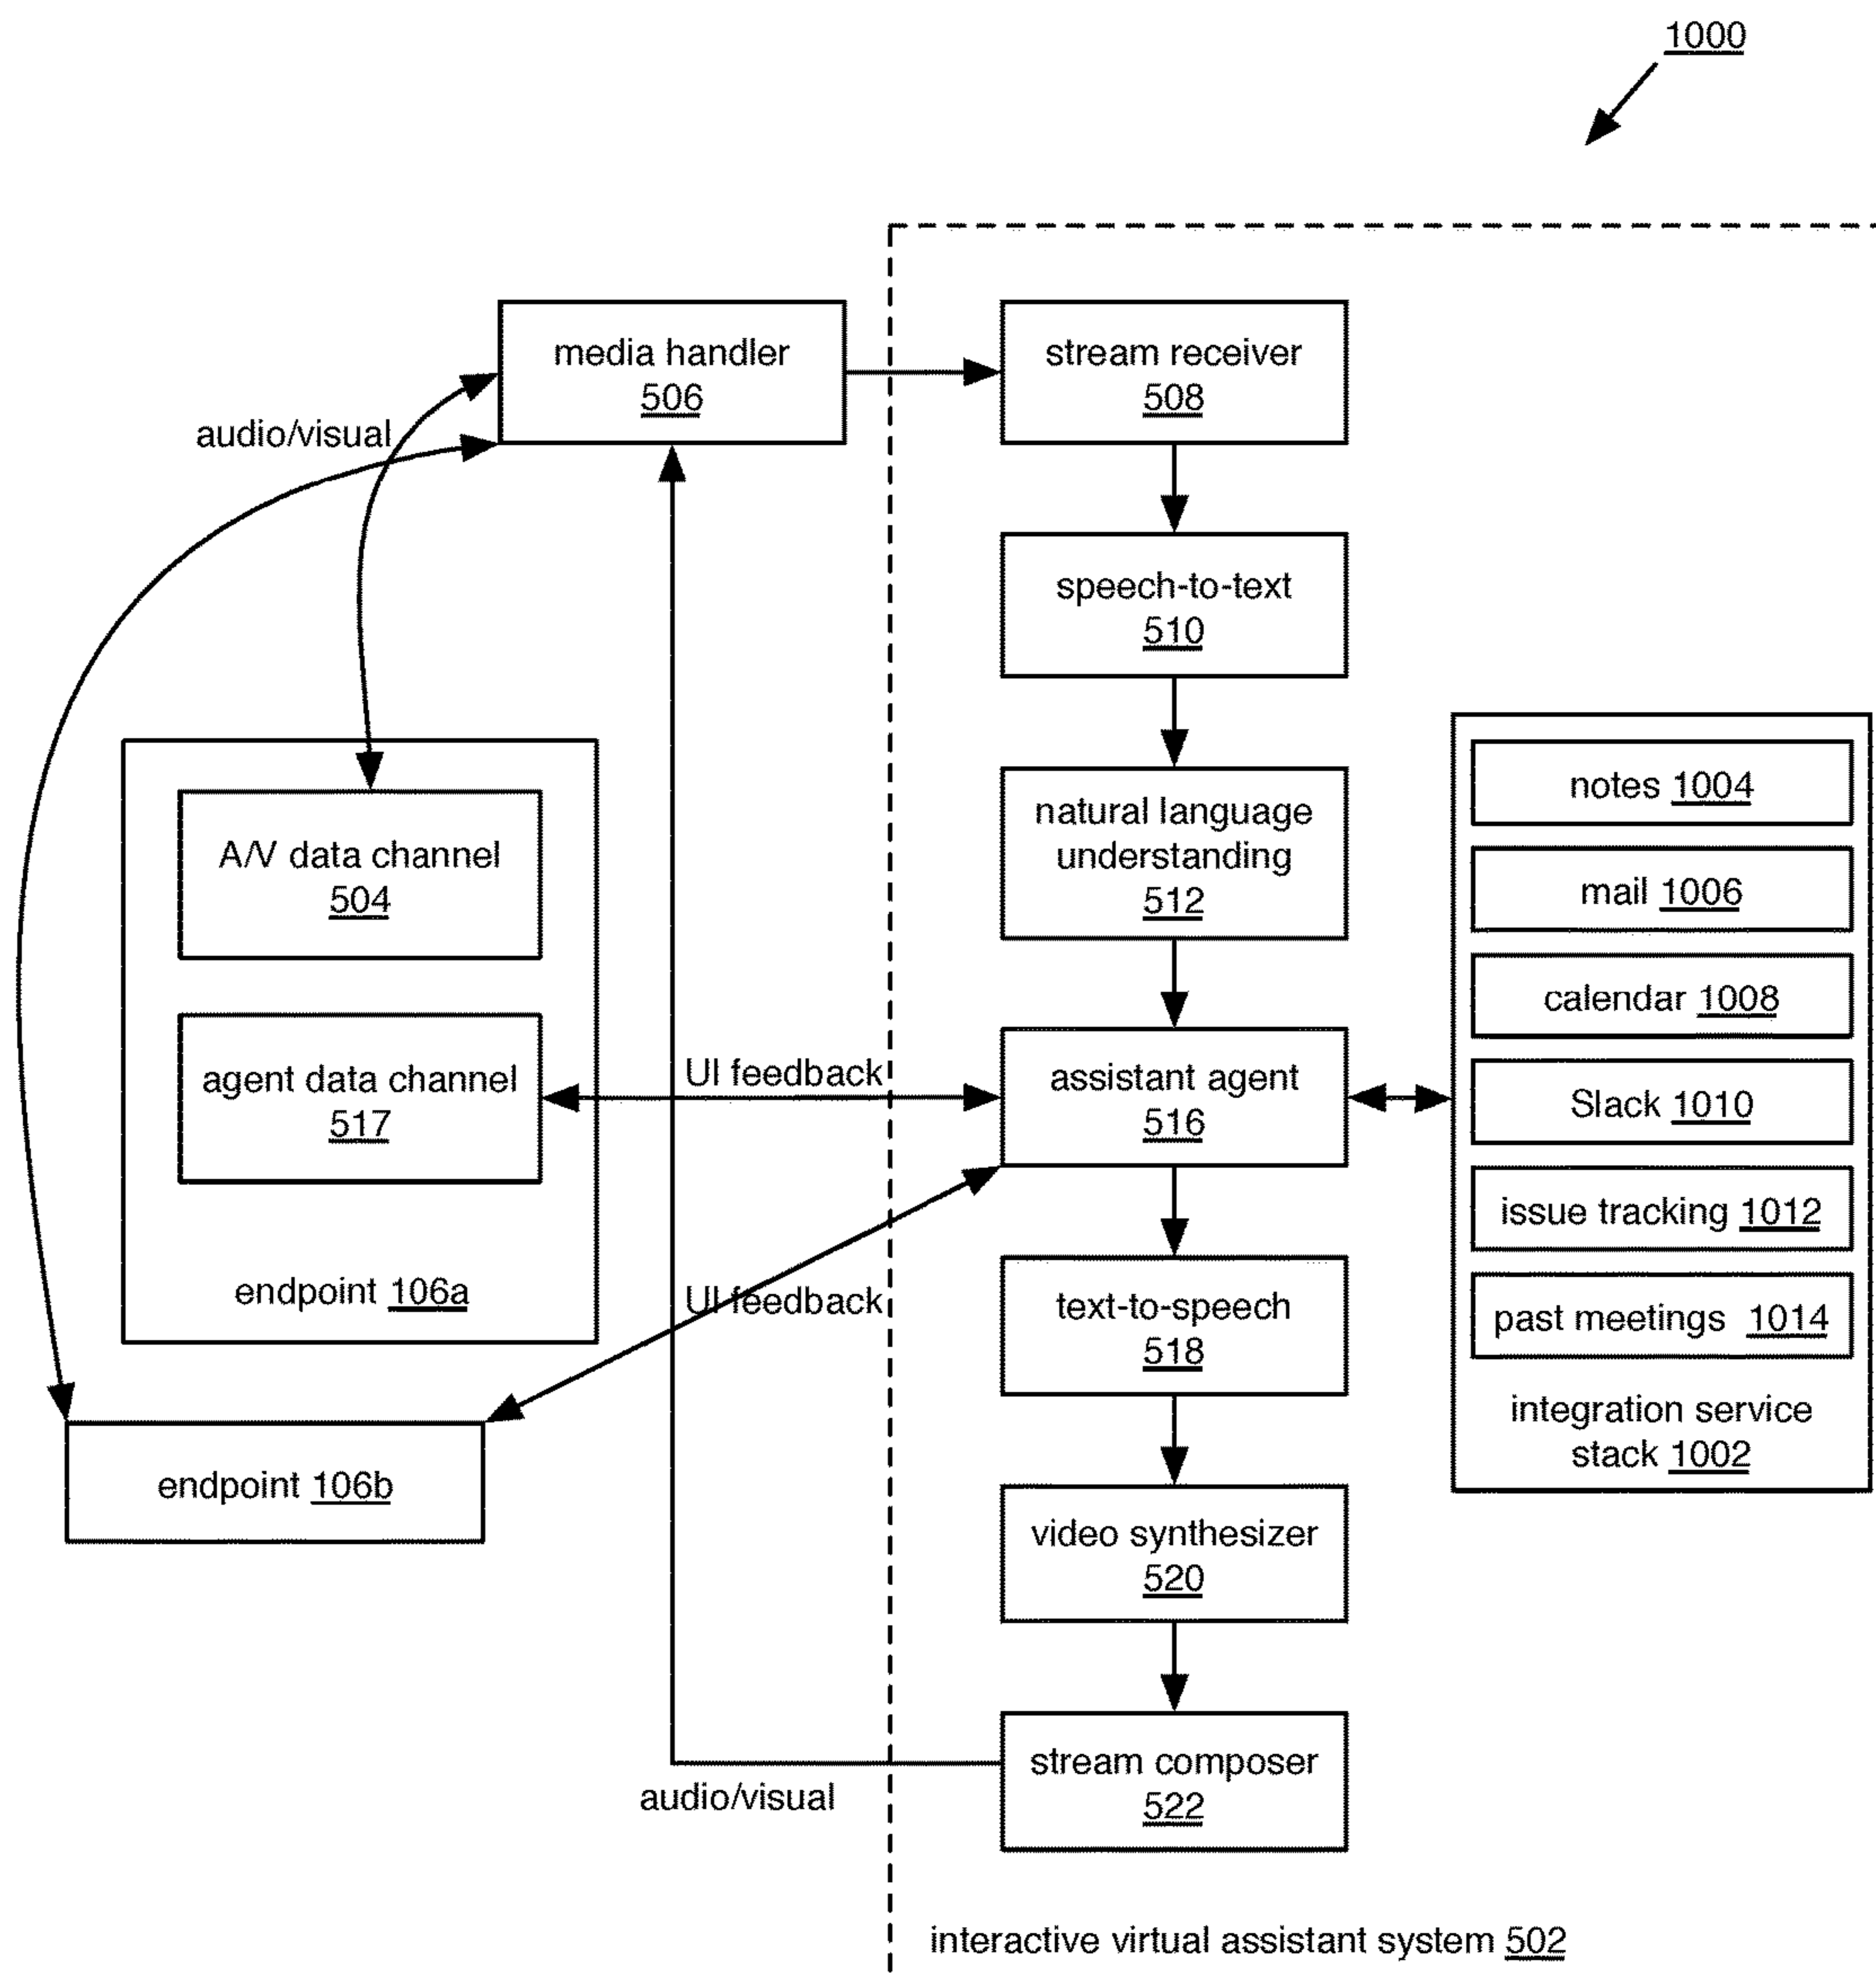 1000
media handler
506
stream receiver
508
audio/visual
speech-to-text
510
natural language
understanding
512
notes 1004
mail 1006
A/V data channel
504
calendar 1008
agent data channel
517
UI feedback
assistant agent
516
Slack 1010
issue tracking 1012
endpoint 106a
UI feedback
text-to-speech
518
past meetings 1014
integration service
stack 1002
endpoint 106b
video synthesizer
520
stream composer
522
audio/visual
interactive virtual assistant system 502